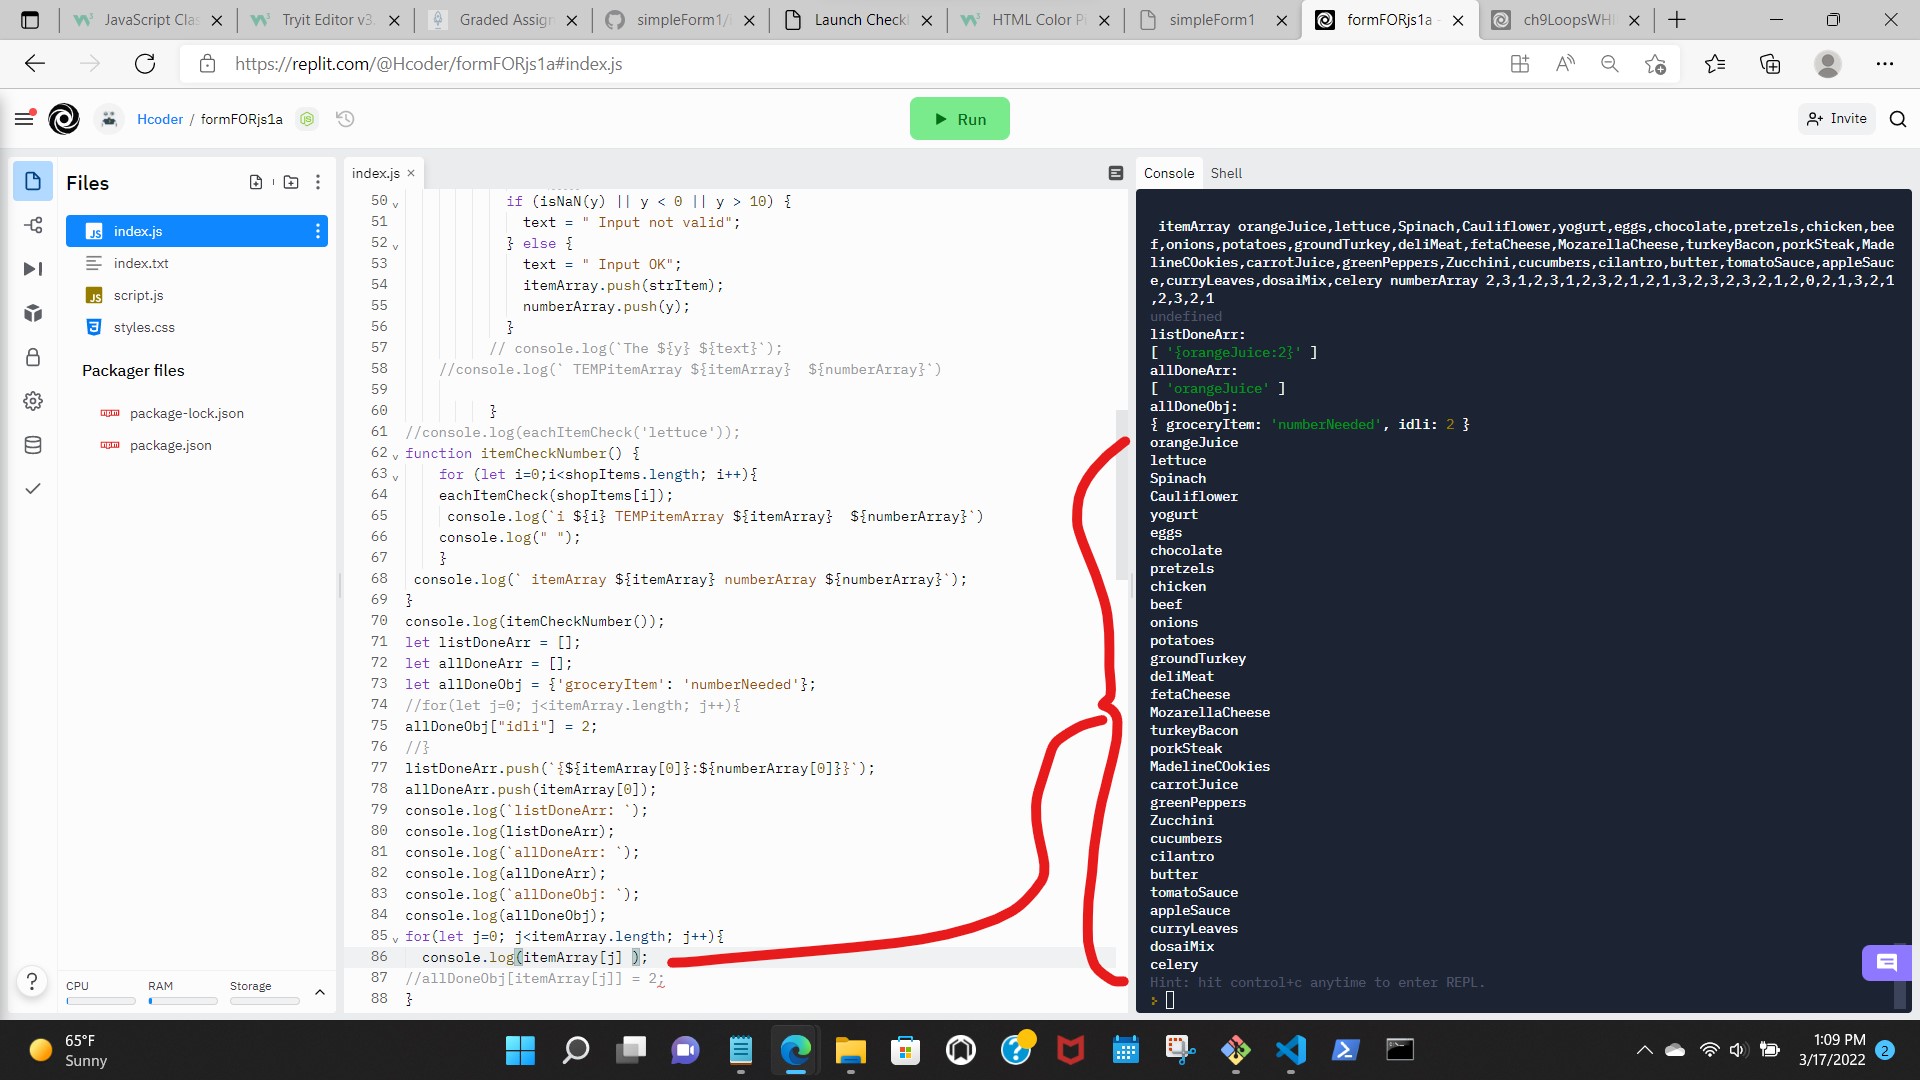 JavaScript Clas
Tryit Editor v3.
Graded Assign
simpleForm1/
Launch Checkl
HTML Color P
simpleForm1
formFORjs1a -
ch9LoopsWHI
https://replit.com/@Hcoder/formFORjs1a#index.js
Hcoder / formFORjs1a
Run
Invite
Files
index.js
index.txt
script.js
styles.css
Packager files
package-lock.json
package.json
CPU
RAM
Storage
index.js
50 if (isNaN(y) || y < 0 || y > 10) {
51 text = " Input not valid";
52 } else {
53 text = " Input OK";
54 itemArray.push(strItem);
55 numberArray.push(y);
56 }
57 // console.log(`The ${y} ${text}`);
58 //console.log(` TEMPitemArray ${itemArray}  ${numberArray}`)
59
60 }
61 //console.log(eachItemCheck('lettuce'));
62 function itemCheckNumber() {
63 for (let i=0;i<shopItems.length; i++){
64 eachItemCheck(shopItems[i]);
65 console.log(`i ${i} TEMPitemArray ${itemArray}  ${numberArray}`)
66 console.log(" ");
67 }
68 console.log(` itemArray ${itemArray} numberArray ${numberArray}`);
69 }
70 console.log(itemCheckNumber());
71 let listDoneArr = [];
72 let allDoneArr = [];
73 let allDoneObj = {'groceryItem': 'numberNeeded'};
74 //for(let j=0; j<itemArray.length; j++){
75 allDoneObj["idli"] = 2;
76 //}
77 listDoneArr.push(`{${itemArray[0]}:${numberArray[0]}}`);
78 allDoneArr.push(itemArray[0]);
79 console.log(`listDoneArr: `);
80 console.log(listDoneArr);
81 console.log(`allDoneArr: `);
82 console.log(allDoneArr);
83 console.log(`allDoneObj: `);
84 console.log(allDoneObj);
85 for(let j=0; j<itemArray.length; j++){
86 console.log(itemArray[j] );
87 //allDoneObj[itemArray[j]] = 2;
88 }
Console
Shell
itemArray orangeJuice,lettuce,Spinach,Cauliflower,yogurt,eggs,chocolate,pretzels,chicken,bee
f,onions,potatoes,groundTurkey,deliMeat,fetaCheese,MozarellaCheese,turkeyBacon,porkSteak,Made
lineCOokies,carrotJuice,greenPeppers,Zucchini,cucumbers,cilantro,butter,tomatoSauce,appleSauc
e,curryLeaves,dosaiMix,celery numberArray 2,3,1,2,3,1,2,3,2,1,2,1,3,2,3,2,3,2,1,2,0,2,1,3,2,1
,2,3,2,1
undefined
listDoneArr:
[ '{orangeJuice:2}' ]
allDoneArr:
[ 'orangeJuice' ]
allDoneObj:
{ groceryItem: 'numberNeeded', idli: 2 }
orangeJuice
lettuce
Spinach
Cauliflower
yogurt
eggs
chocolate
pretzels
chicken
beef
onions
potatoes
groundTurkey
deliMeat
fetaCheese
MozarellaCheese
turkeyBacon
porkSteak
MadelineCOokies
carrotJuice
greenPeppers
Zucchini
cucumbers
cilantro
butter
tomatoSauce
appleSauce
curryLeaves
dosaiMix
celery
Hint: hit control+c anytime to enter REPL.
65°F
Sunny
1:09 PM
3/17/2022
2